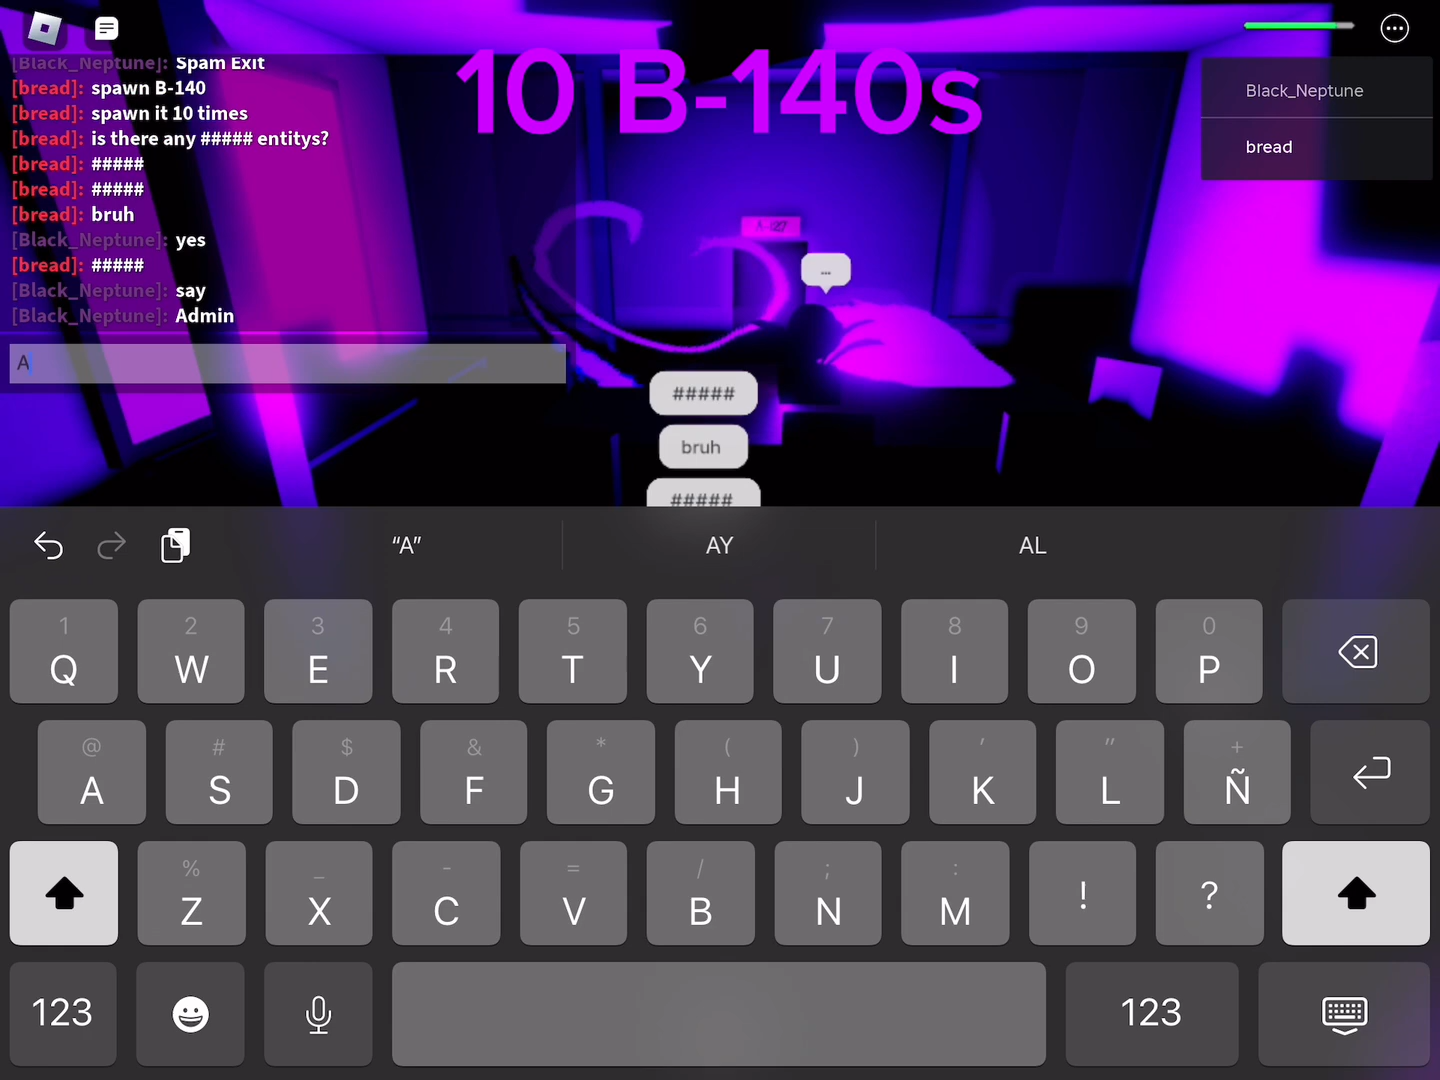 10 B-140s
[Black_Neptune]: Spam Exit
[bread]: spawn B-140
[bread]: spawn it 10 times
[bread]: is there any ##### entitys?
[bread]: #####
[bread]: #####
[bread]: bruh
[Black_Neptune]: yes
[bread]: #####
[Black_Neptune]: say
[Black_Neptune]: Admin
A
Black_Neptune
bread
A-127
...
#####
bruh
#####
“A” AY AL
1 2 3 4 5 6 7 8 9 0
Q W E R T Y U I O P
@ # $ & * ( ) ' " +
A S D F G H J K L Ñ
% _ - = / ; :
Z X C V B N M ! ?
123 123